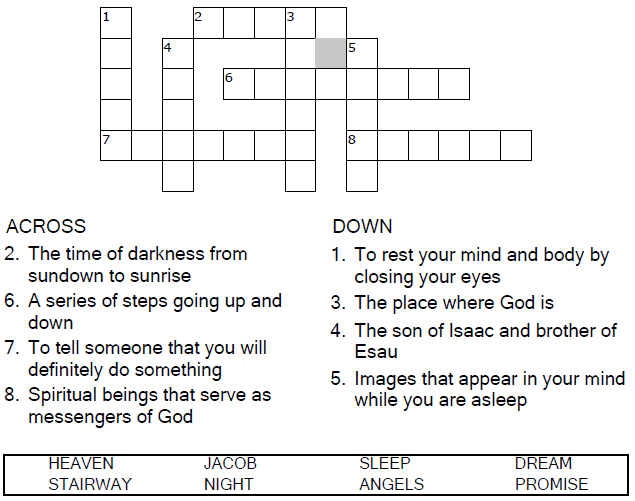 1 2 3
4 5
6
7 8
ACROSS
2. The time of darkness from
sundown to sunrise
6. A series of steps going up and
down
7. To tell someone that you will
definitely do something
8. Spiritual beings that serve as
messengers of God
DOWN
1. To rest your mind and body by
closing your eyes
3. The place where God is
4. The son of Isaac and brother of
Esau
5. Images that appear in your mind
while you are asleep
HEAVEN JACOB SLEEP DREAM
STAIRWAY NIGHT ANGELS PROMISE